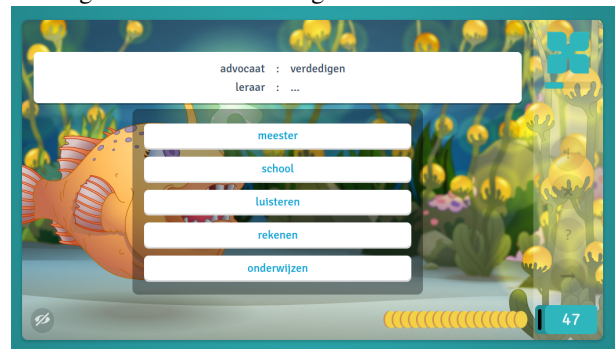 advocaat : verdedigen
leraar : ...
meester
school
luisteren
rekenen
onderwijzen
?
47